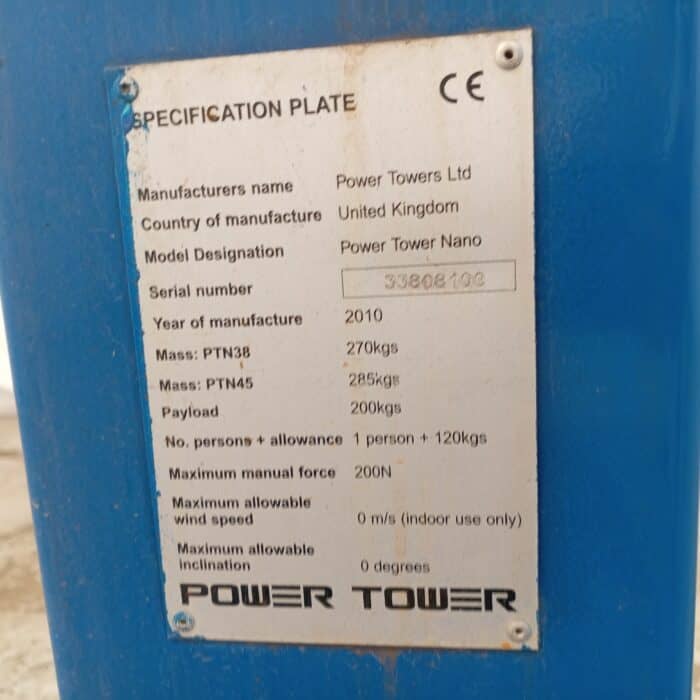 SPECIFICATION PLATE CE
Manufacturers name Power Towers Ltd
Country of manufacture United Kingdom
Model Designation Power Tower Nano
Serial number
Year of manufacture 2010
Mass: PTN38 270kgs
Mass: PTN45 285kgs
Payload 200kgs
No. persons + allowance 1 person + 120kgs
Maximum manual force 200N
Maximum allowable
wind speed 0 m/s (indoor use only)
Maximum allowable
inclination 0 degrees
POWER TOWER